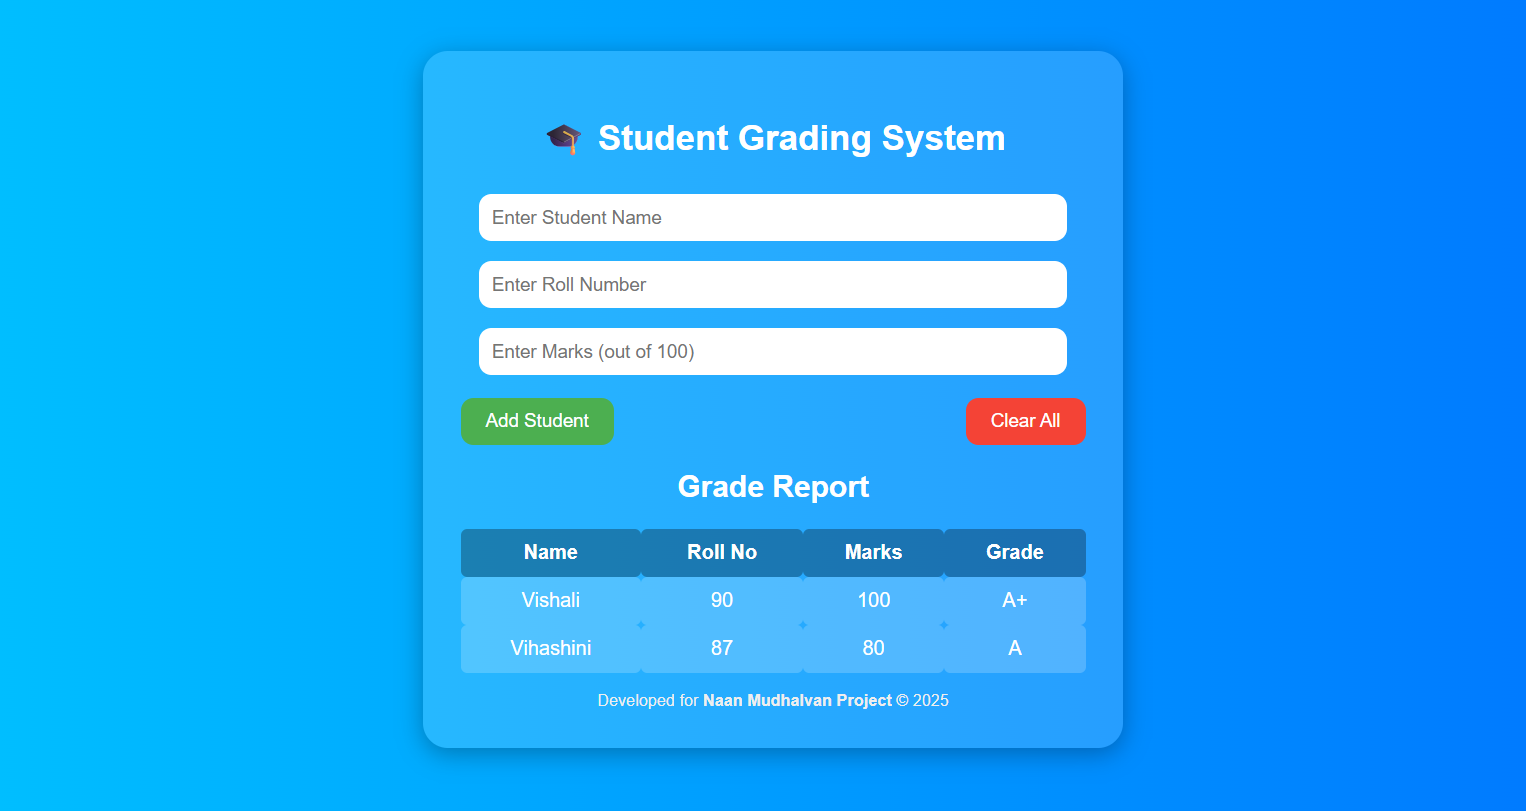 🎓 Student Grading System
Enter Student Name
Enter Roll Number
Enter Marks (out of 100)
Add Student Clear All
Grade Report
Name Roll No Marks Grade
Vishali 90 100 A+
Vihashini 87 80 A
Developed for Naan Mudhalvan Project © 2025